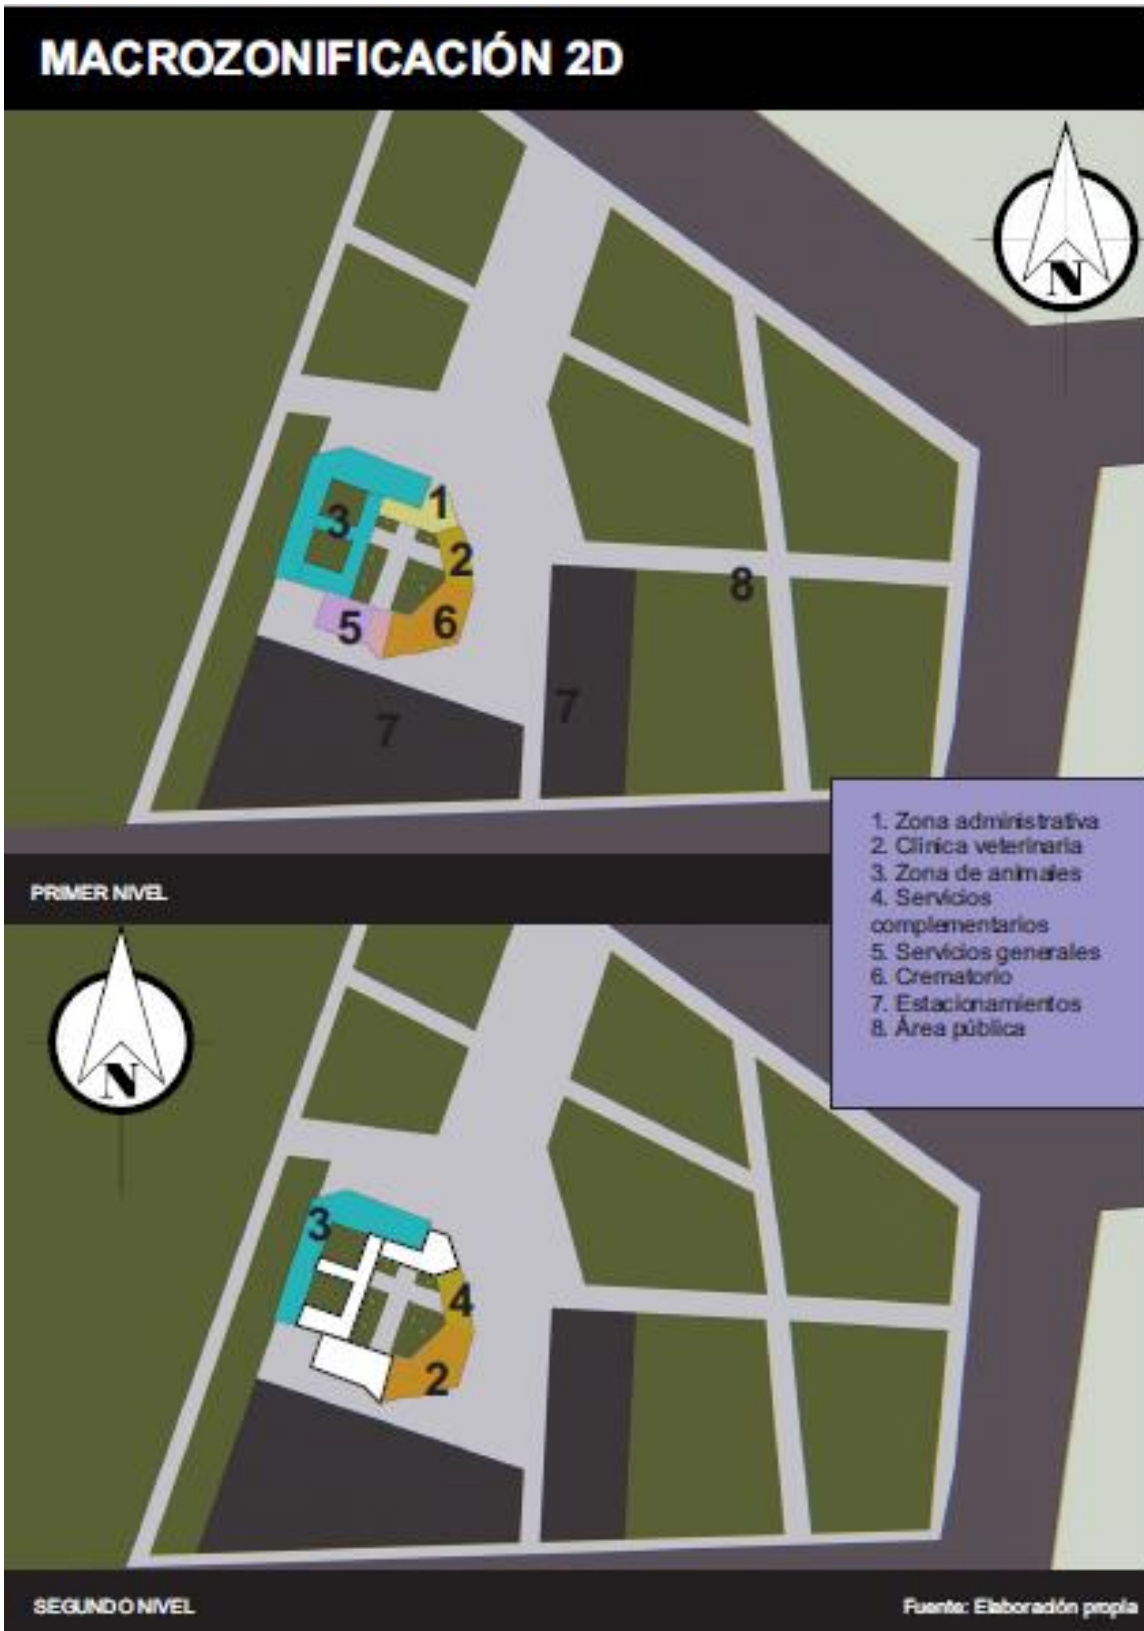 MACROZONIFICACIÓN 2D
N
1
3
2
5
6
8
7
7
1. Zona administrativa
2. Clínica veterinaria
3. Zona de animales
4. Servicios
complementarios
5. Servicios generales
6. Crematorio
7. Estacionamientos
8. Área pública
PRIMER NIVEL
N
3
4
2
SEGUNDO NIVEL
Fuente: Elaboración propia